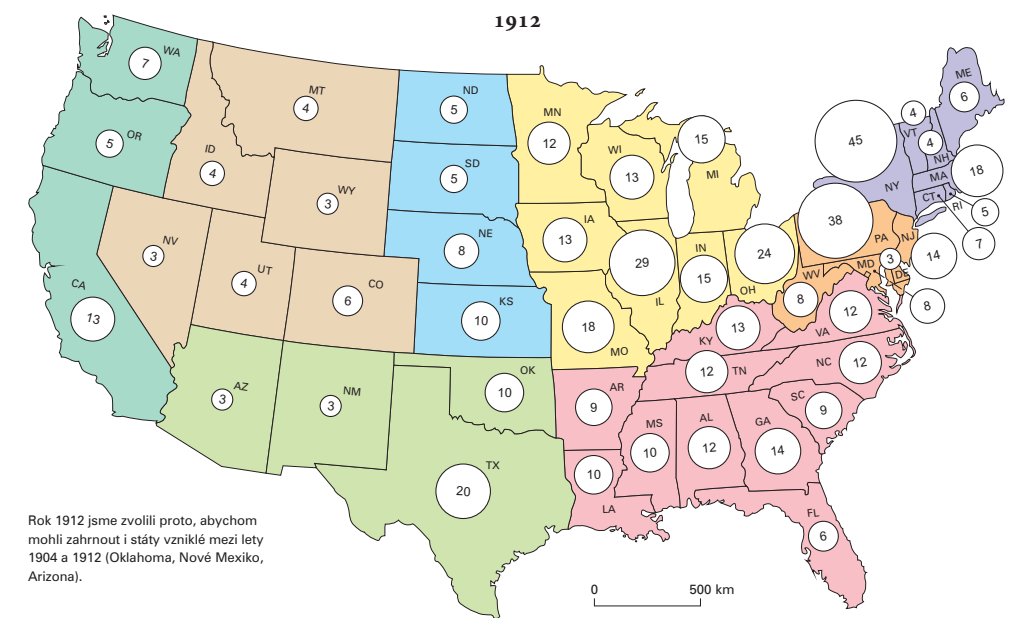 1912
WA
7
OR
5
CA
13
MT
4
ID
4
WY
3
NV
3
UT
4
CO
6
AZ
3
NM
3
ND
5
SD
5
NE
8
KS
10
OK
10
TX
20
MN
12
WI
13
MI
15
IA
13
IL
29
IN
15
OH
24
MO
18
KY
13
TN
12
AR
9
LA
10
MS
10
AL
12
GA
14
FL
6
SC
9
NC
12
VA
12
WV
8
MD
8
DE
3
PA
38
NJ
14
NY
45
CT
7
RI
5
MA
18
VT
4
NH
4
ME
6
Rok 1912 jsme zvolili proto, abychom
mohli zahrnout i státy vzniklé mezi lety
1904 a 1912 (Oklahoma, Nové Mexiko,
Arizona).
0 500 km